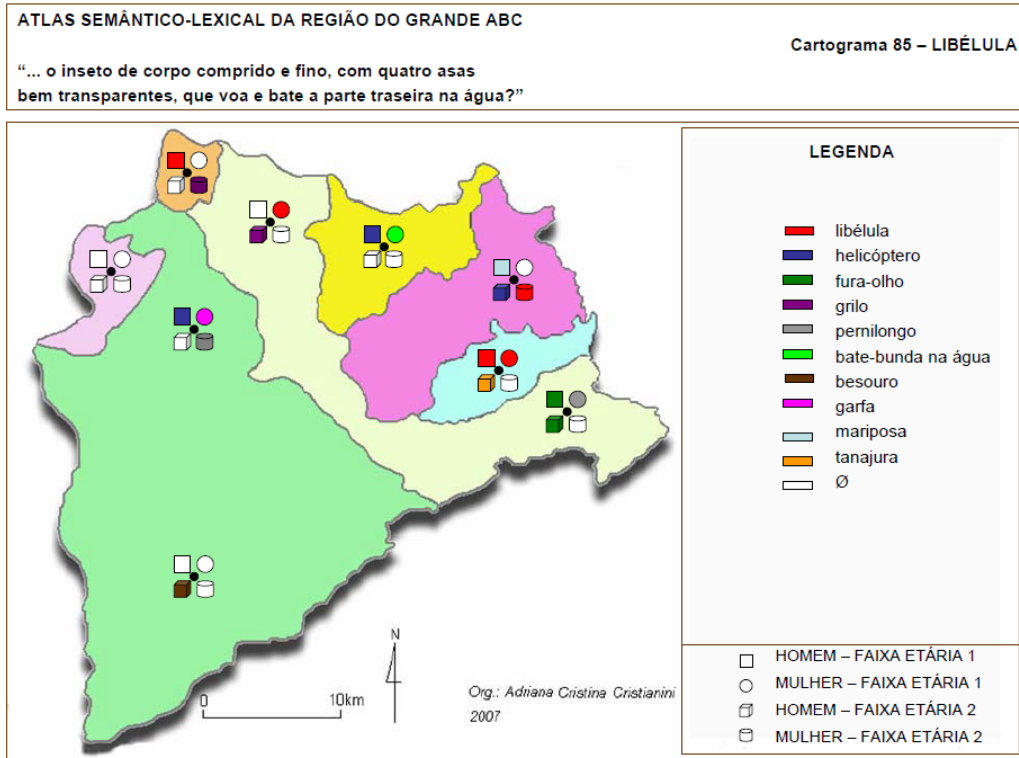 ATLAS SEMÂNTICO-LEXICAL DA REGIÃO DO GRANDE ABC
Cartograma 85 – LIBÉLULA
“... o inseto de corpo comprido e fino, com quatro asas
bem transparentes, que voa e bate a parte traseira na água?”
LEGENDA
libélula
helicóptero
fura-olho
grilo
pernilongo
bate-bunda na água
besouro
garfa
mariposa
tanajura
Ø
N
0 10km
Org.: Adriana Cristina Cristianini
2007
HOMEM – FAIXA ETÁRIA 1
MULHER – FAIXA ETÁRIA 1
HOMEM – FAIXA ETÁRIA 2
MULHER – FAIXA ETÁRIA 2